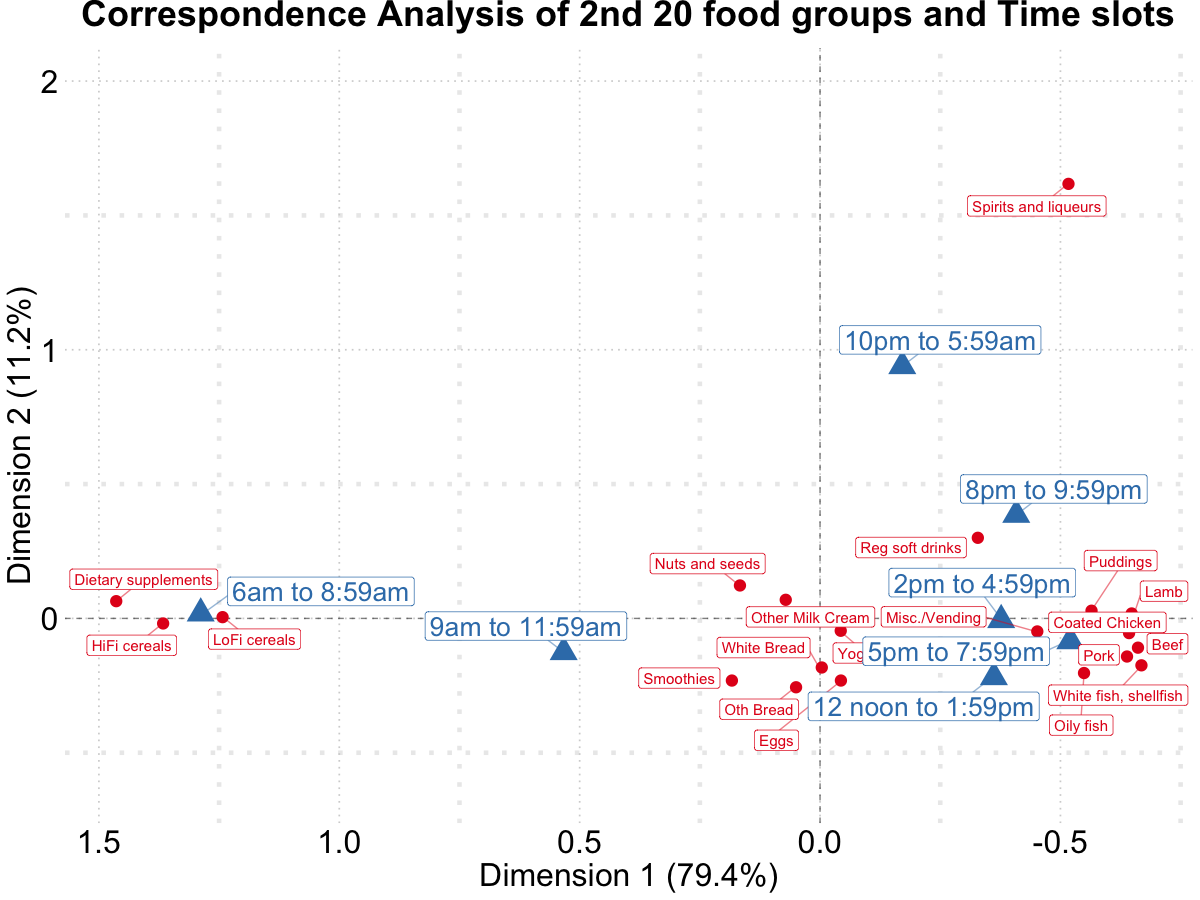 Correspondence Analysis of 2nd 20 food groups and Time slots
Dimension 2 (11.2%)
2
1
0
Spirits and liqueurs
10pm to 5:59am
8pm to 9:59pm
Reg soft drinks
Nuts and seeds
Puddings
Dietary supplements
6am to 8:59am
2pm to 4:59pm
Lamb
Other Milk Cream
Misc./Vending
Coated Chicken
9am to 11:59am
HiFi cereals
LoFi cereals
White Bread
Yog
5pm to 7:59pm
Pork
Beef
Smoothies
White fish, shellfish
Oth Bread
12 noon to 1:59pm
Oily fish
Eggs
1.5
1.0
0.5
0.0
-0.5
Dimension 1 (79.4%)